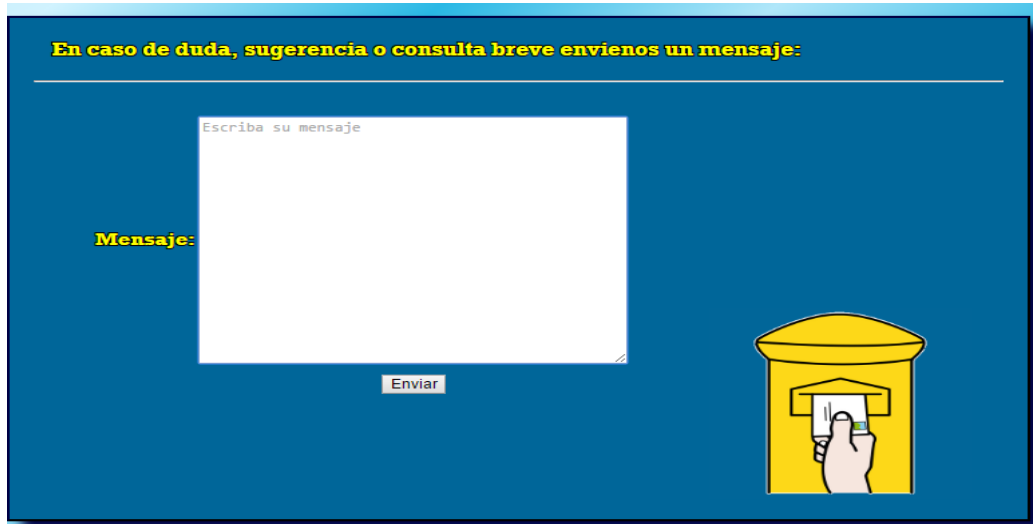 En caso de duda, sugerencia o consulta breve envienos un mensaje:
Escriba su mensaje
Mensaje:
Enviar